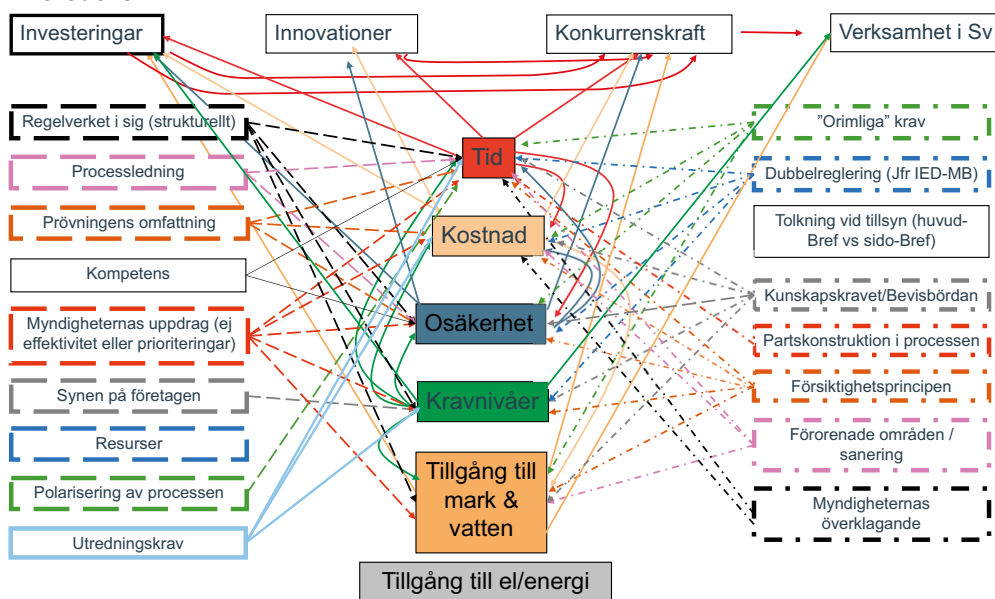 Investeringar
Innovationer
Konkurrenskraft
Verksamhet i Sv
Regelverket i sig (strukturellt)
Processledning
Prövningens omfattning
Kompetens
Myndigheternas uppdrag (ej
effektivitet eller prioriteringar)
Synen på företagen
Resurser
Polarisering av processen
Utredningskrav
Tid
Kostnad
Osäkerhet
Kravnivåer
Tillgång till
mark &
vatten
Tillgång till el/energi
”Orimliga” krav
Dubbelreglering (Jfr IED-MB)
Tolkning vid tillsyn (huvud-
Bref vs sido-Bref)
Kunskapskravet/Bevisbördan
Partskonstruktion i processen
Försiktighetsprincipen
Förorenade områden /
sanering
Myndigheternas
överklagande